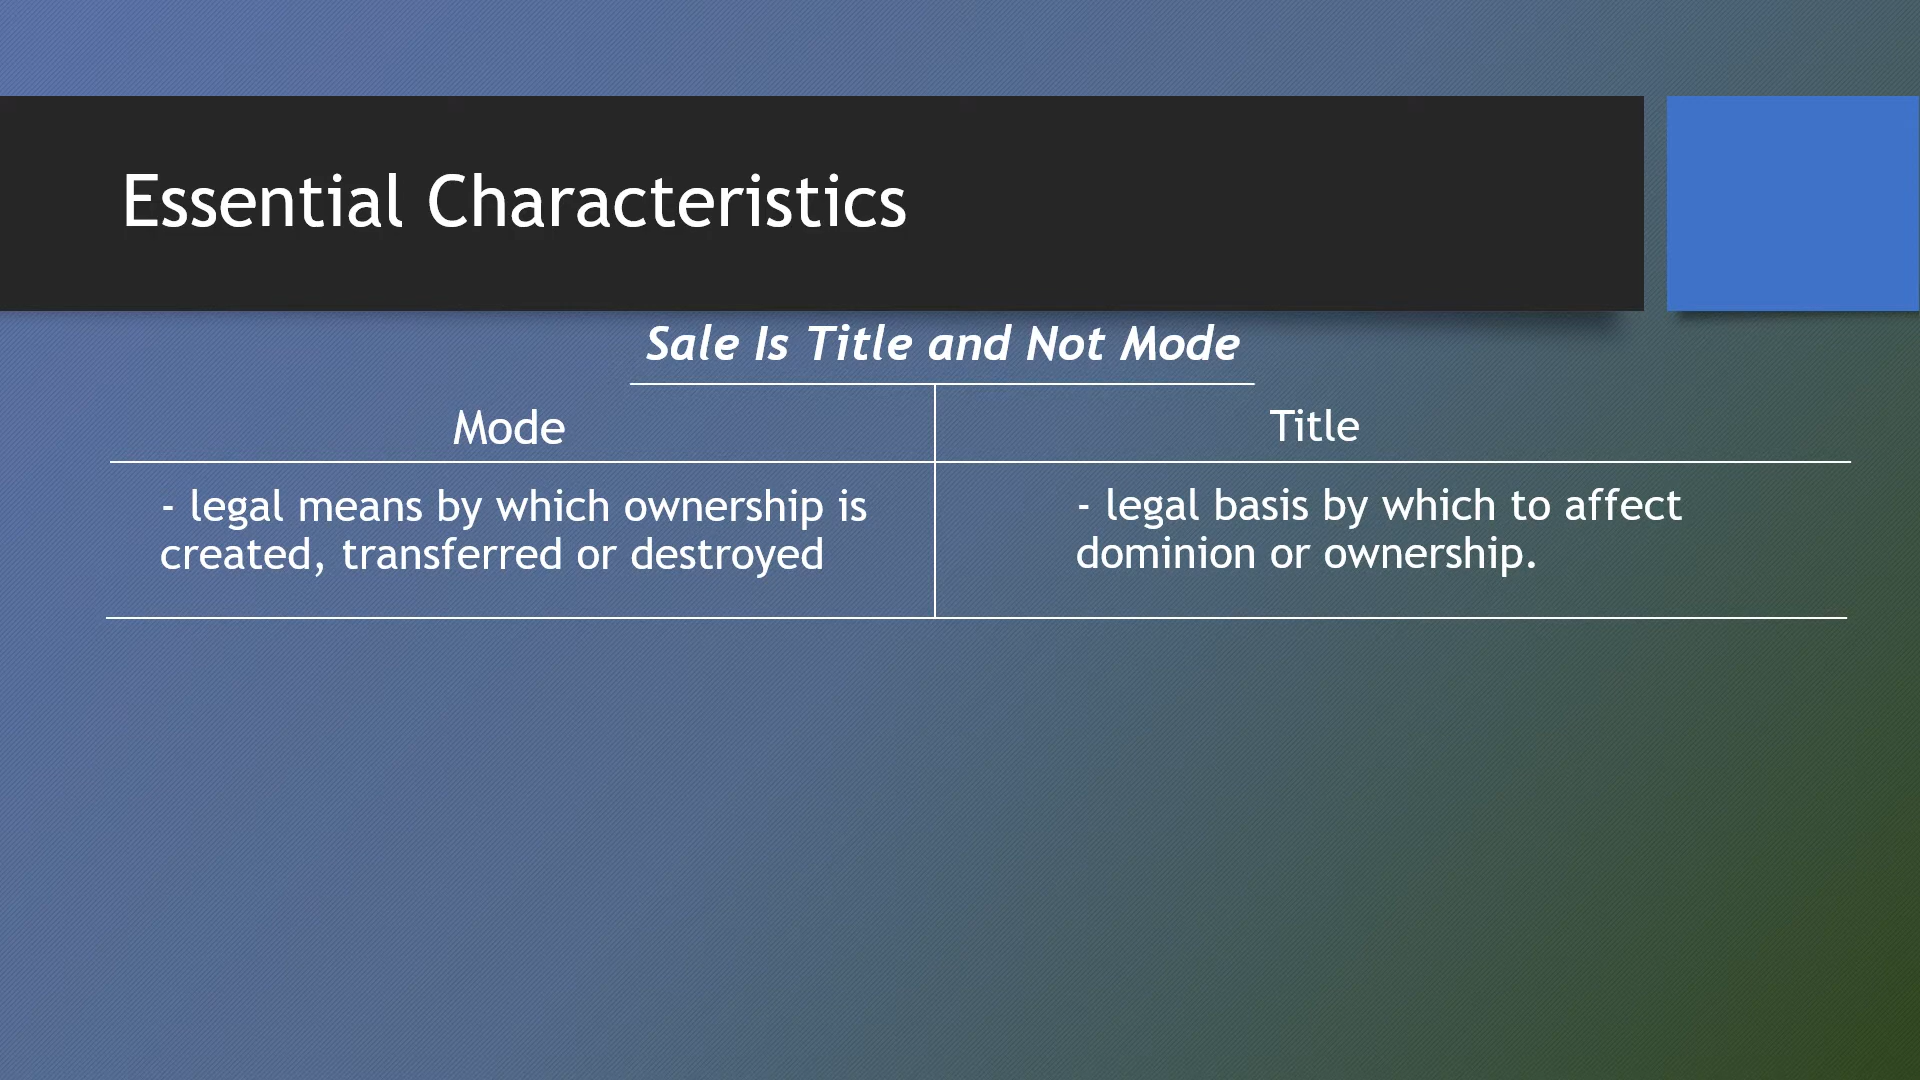 Essential Characteristics
Sale Is Title and Not Mode
Mode
Title
- legal means by which ownership is
created, transferred or destroyed
- legal basis by which to affect
dominion or ownership.